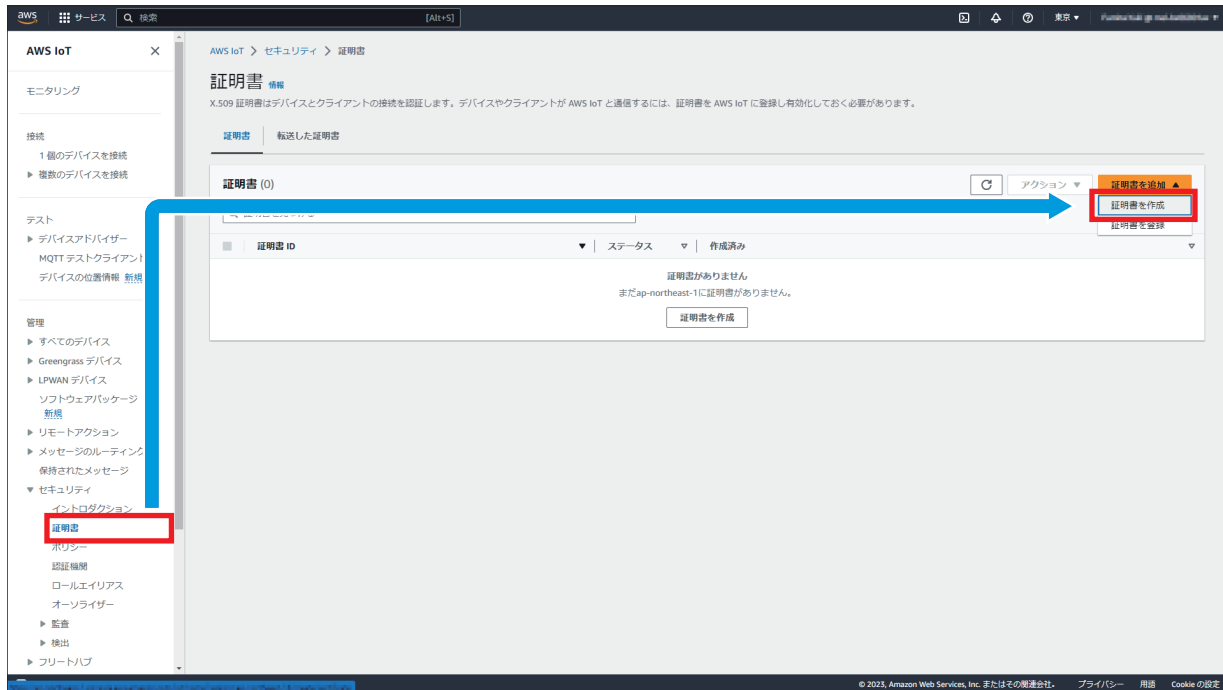 aws サービス 検索 [Alt+S] 東京
AWS IoT
モニタリング
接続
1 個のデバイスを接続
複数のデバイスを接続
テスト
デバイスアドバイザー
MQTT テストクライアント
デバイスの位置情報 新規
管理
すべてのデバイス
Greengrass デバイス
LPWAN デバイス
ソフトウェアパッケージ
新規
リモートアクション
メッセージのルーティング
保持されたメッセージ
セキュリティ
イントロダクション
証明書
ポリシー
認証機関
ロールエイリアス
オーソライザー
監査
検出
フリートハブ
AWS IoT > セキュリティ > 証明書
証明書 情報
X.509 証明書はデバイスとクライアントの接続を認証します。デバイスやクライアントが AWS IoT と通信するには、証明書を AWS IoT に登録し有効化しておく必要があります。
証明書 転送した証明書
証明書 (0) アクション 証明書を追加
証明書を作成
証明書を登録
証明書 ID ステータス 作成済み
証明書がありません
まだap-northeast-1に証明書がありません。
証明書を作成
© 2023, Amazon Web Services, Inc. またはその関連会社。 プライバシー 用語 Cookie の設定